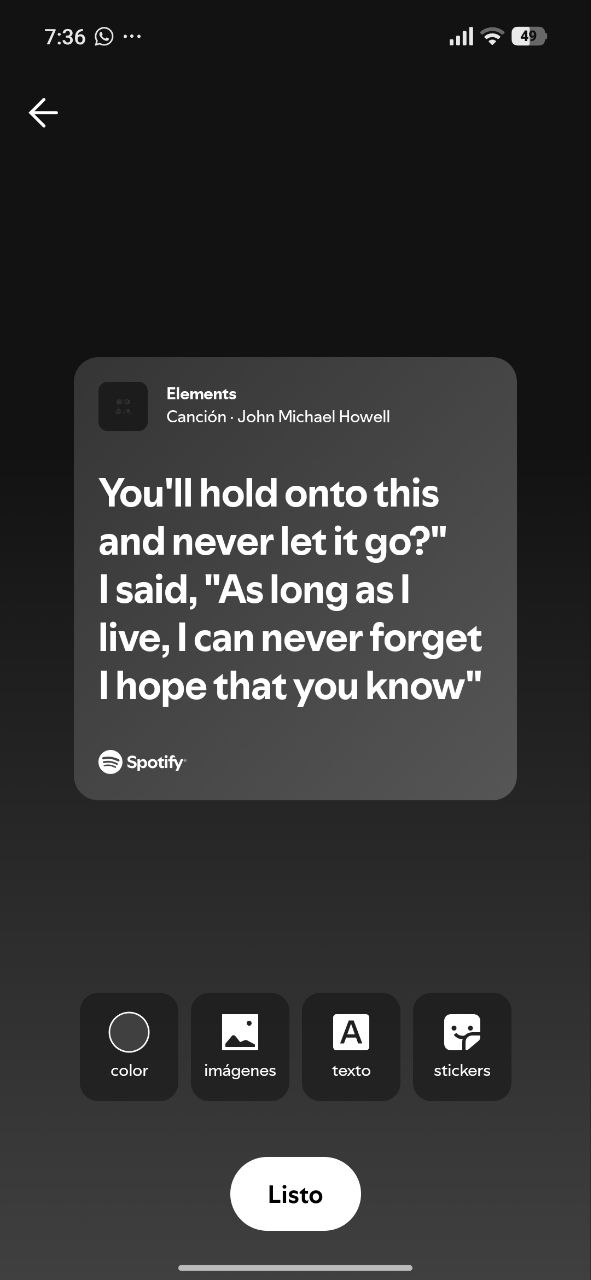 7:36
49
Elements
Canción · John Michael Howell
You'll hold onto this
and never let it go?"
I said, "As long as I
live, I can never forget
I hope that you know"
Spotify
color
imágenes
A
texto
stickers
Listo